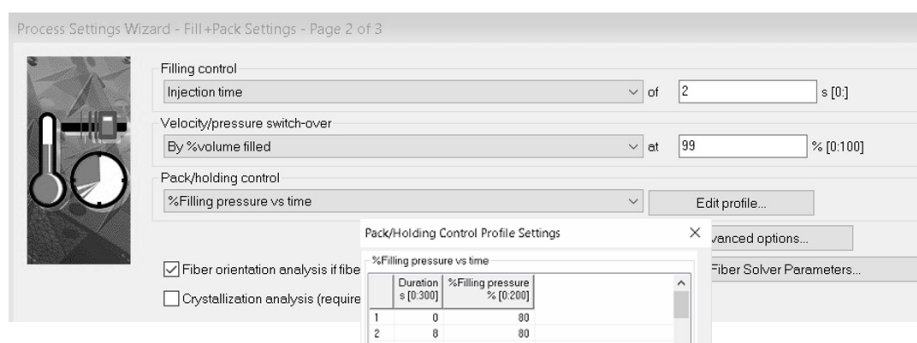 Process Settings Wizard - Fill+Pack Settings - Page 2 of 3
Filling control
Injection time of 2 s [0:]
Velocity/pressure switch-over
By %volume filled at 99 % [0:100]
Pack/holding control
%Filling pressure vs time Edit profile...
Pack/Holding Control Profile Settings
vanced options...
Fiber orientation analysis if fibe
%Filling pressure vs time
Fiber Solver Parameters...
Duration %Filling pressure
s [0:300] % [0:200]
Crystallization analysis (require
1 0 80
2 8 80